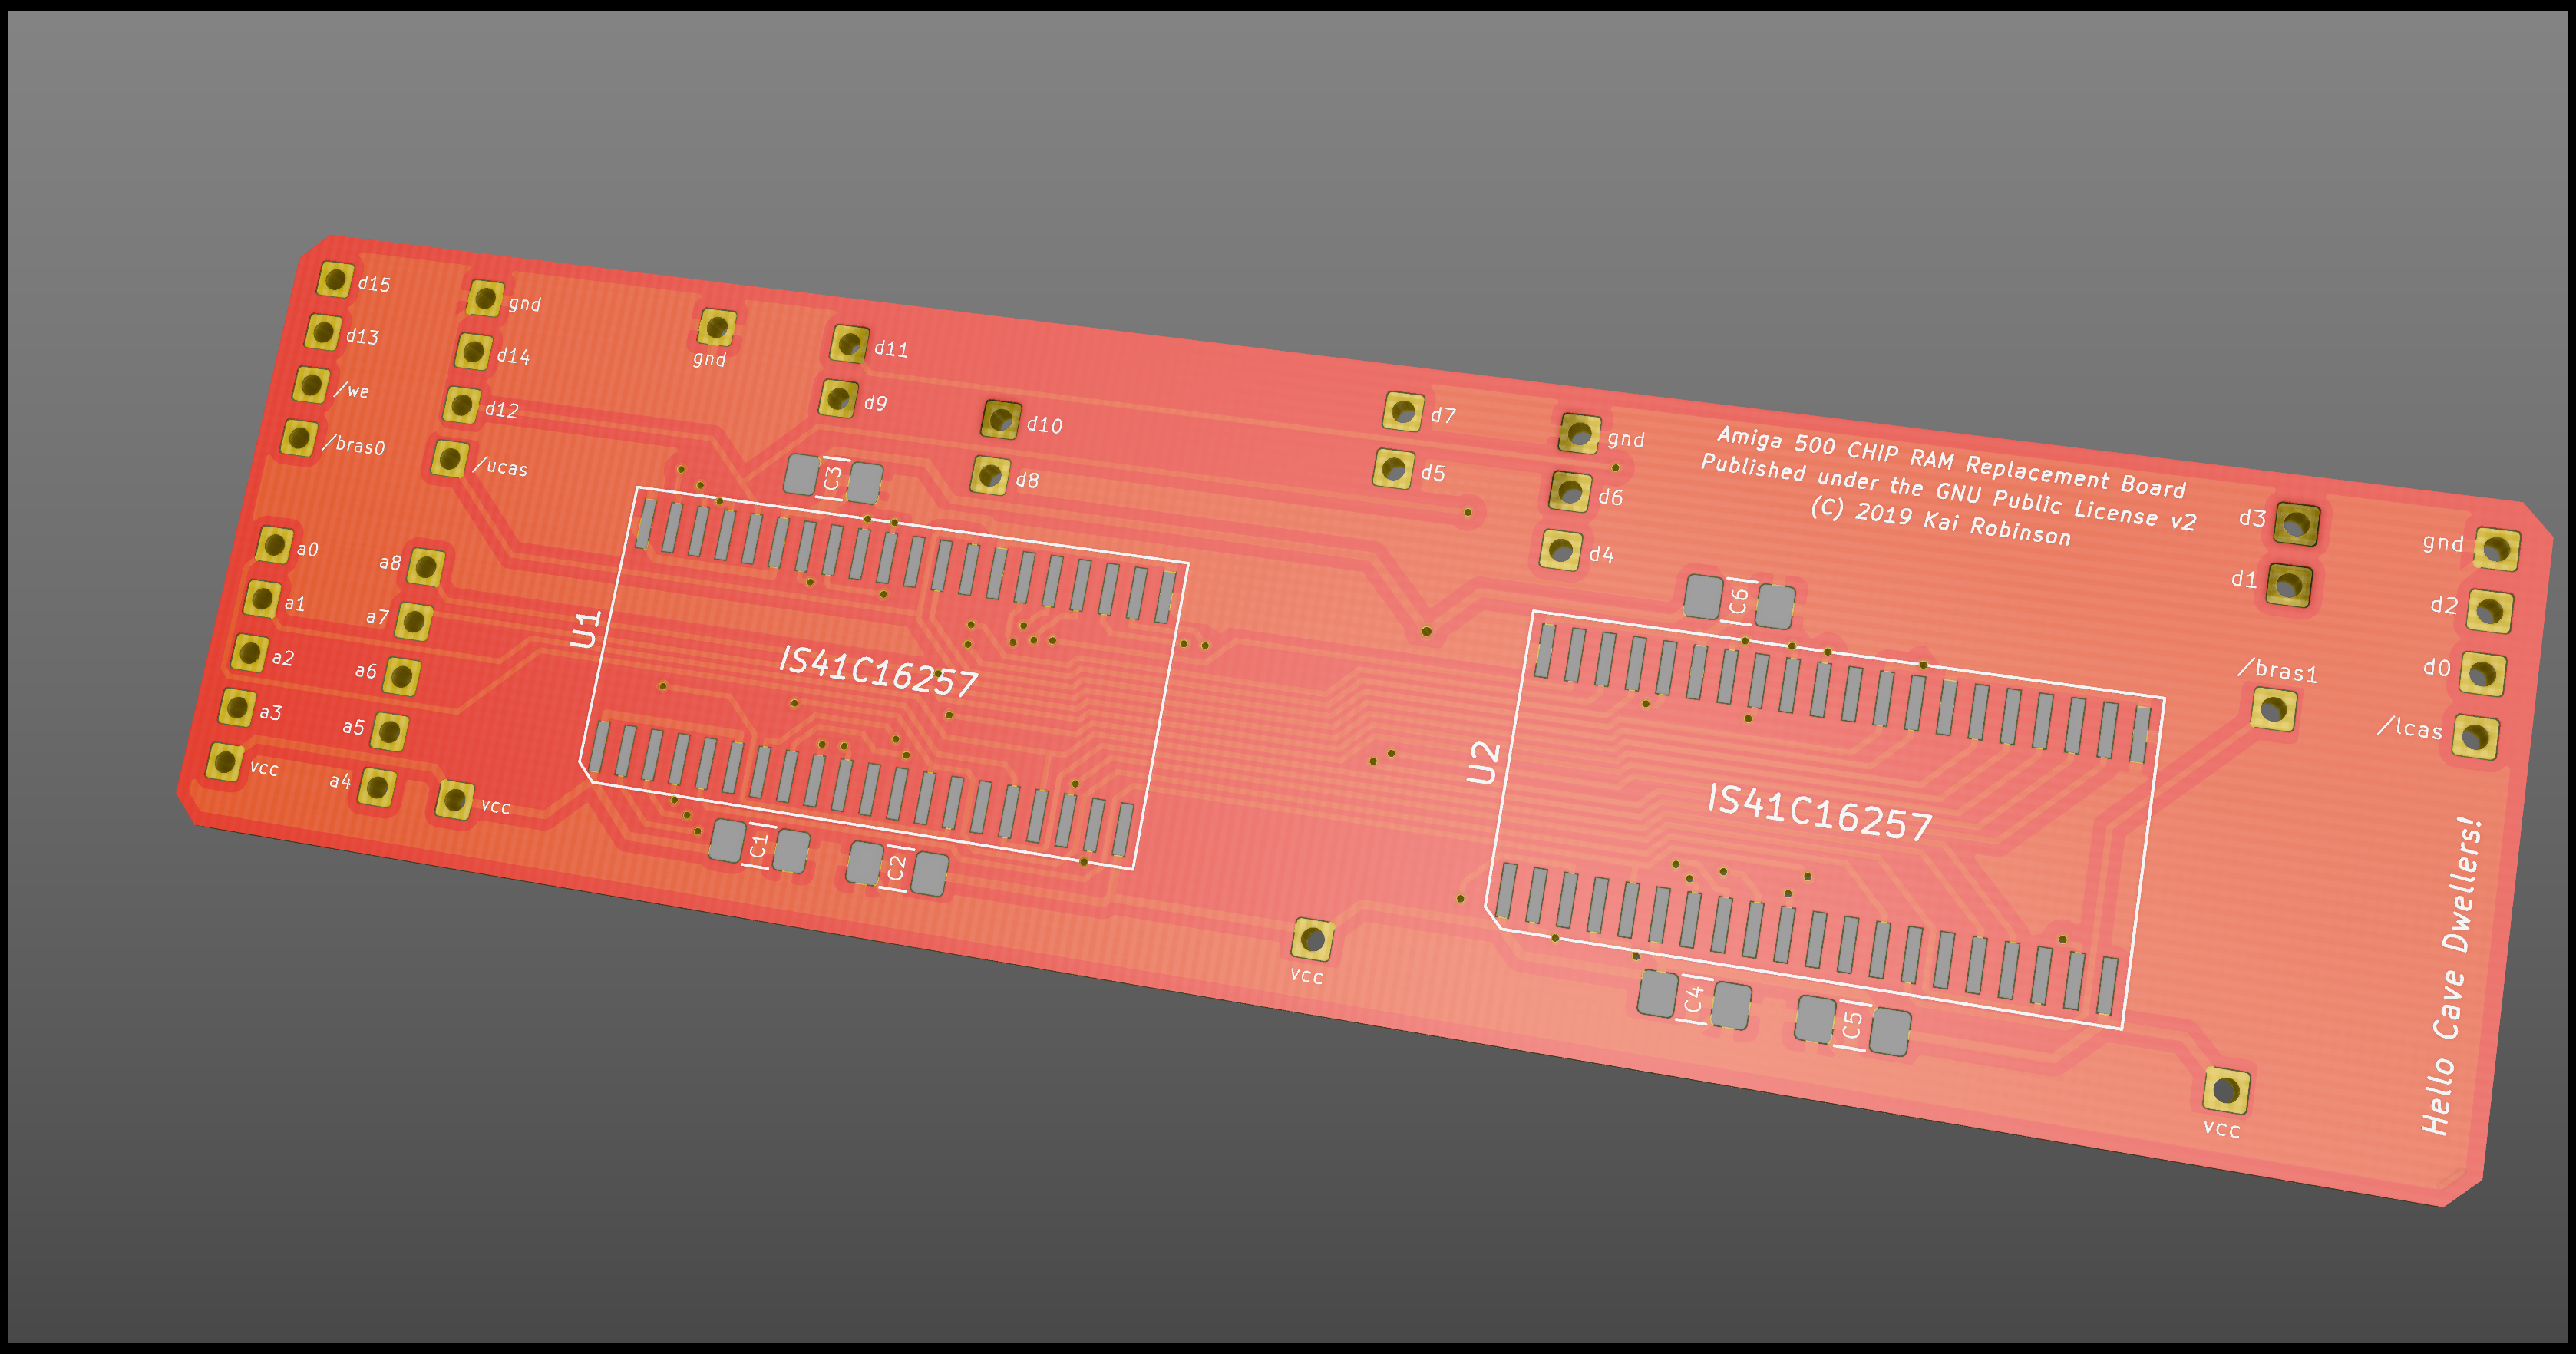 d15
gnd
d13
d14
gnd
d11
/we
d12
d9
d10
/bras0
/ucas
C3
d8
d7
gnd
d5
d6
d4
Amiga 500 CHIP RAM Replacement Board
Published under the GNU Public License v2
(C) 2019 Kai Robinson
d3
gnd
d1
d2
d0
/bras1
/lcas
a0
a8
a1
a7
a2
a6
a3
a5
vcc
a4
vcc
U1
IS41C16257
C1
C2
C6
U2
IS41C16257
vcc
C4
C5
vcc
Hello Cave Dwellers!